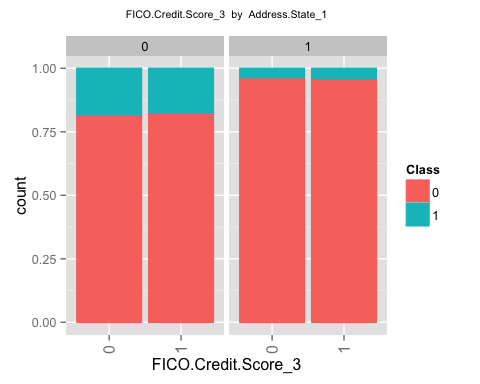 FICO.Credit.Score_3 by Address.State_1
0 1
1.00
0.75
0.50
0.25
0.00
count
0 1 0 1
FICO.Credit.Score_3
Class
0
1